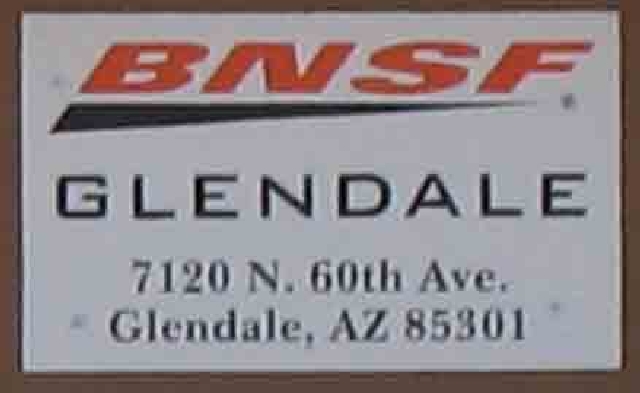 BNSF
GLENDALE
7120 N. 60th Ave.
Glendale, AZ 85301